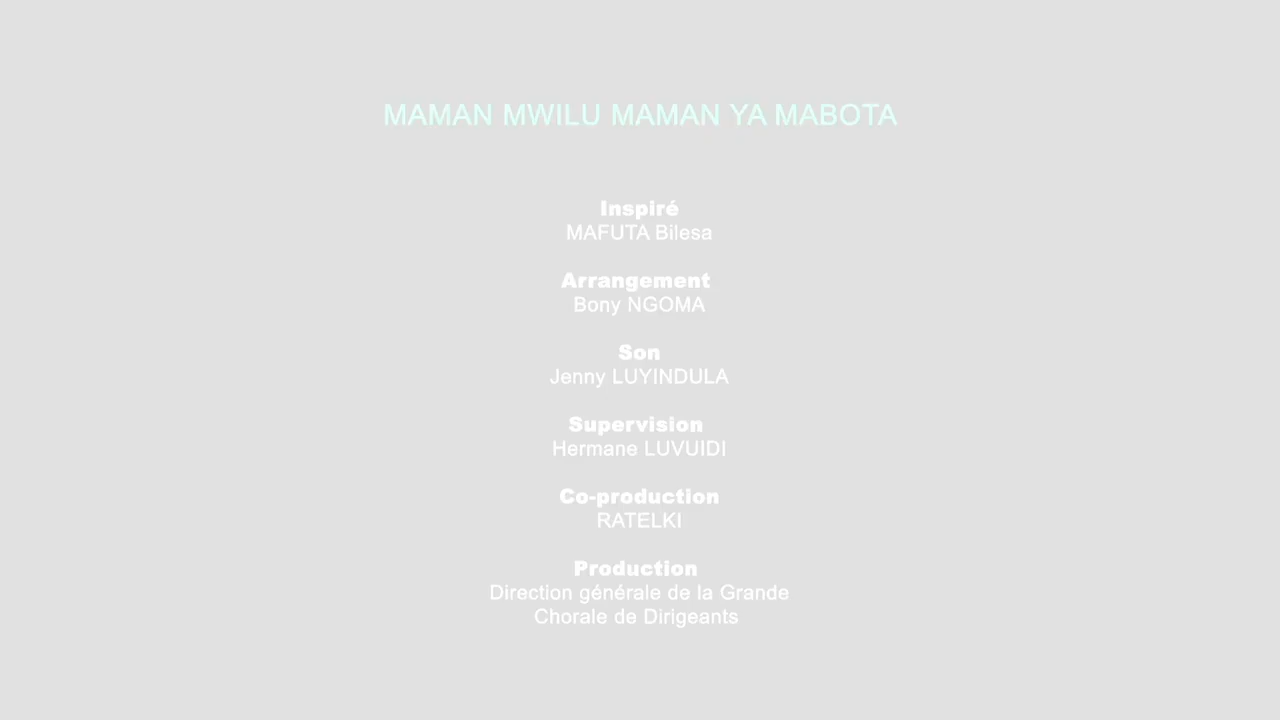 MAMAN MWILU MAMAN YA MABOTA
Inspiré
MAFUTA Bilesa
Arrangement
Bony NGOMA
Son
Jenny LUYINDULA
Supervision
Hermane LUVUIDI
Co-production
RATELKI
Production
Direction générale de la Grande
Chorale de Dirigeants